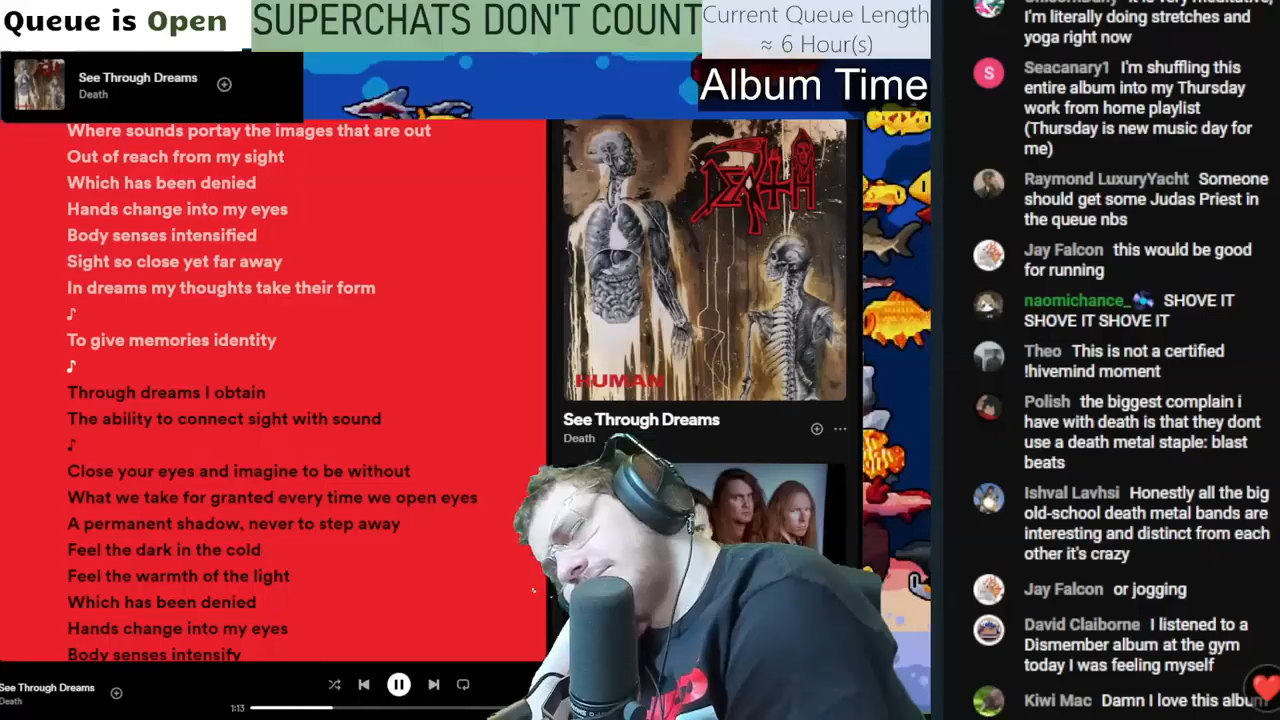 Queue is Open
SUPERCHATS DON'T COUNT
Current Queue Length
≈ 6 Hour(s)
Album Time
See Through Dreams
Death
Where sounds portay the images that are out
Out of reach from my sight
Which has been denied
Hands change into my eyes
Body senses intensified
Sight so close yet far away
In dreams my thoughts take their form
♪
To give memories identity
♪
Through dreams I obtain
The ability to connect sight with sound
♪
Close your eyes and imagine to be without
What we take for granted every time we open eyes
A permanent shadow, never to step away
Feel the dark in the cold
Feel the warmth of the light
Which has been denied
Hands change into my eyes
Body senses intensify
DEATH
HUMAN
See Through Dreams
Death
See Through Dreams
Death
1:13
I'm literally doing stretches and
yoga right now
Seacanary1 I'm shuffling this
entire album into my Thursday
work from home playlist
(Thursday is new music day for
me)
Raymond LuxuryYacht Someone
should get some Judas Priest in
the queue nbs
Jay Falcon this would be good
for running
naomichance_ SHOVE IT
SHOVE IT SHOVE IT
Theo This is not a certified
!hivemind moment
Polish the biggest complain i
have with death is that they dont
use a death metal staple: blast
beats
Ishval Lavhsi Honestly all the big
old-school death metal bands are
interesting and distinct from each
other it's crazy
Jay Falcon or jogging
David Claiborne I listened to a
Dismember album at the gym
today I was feeling myself
Kiwi Mac Damn I love this album